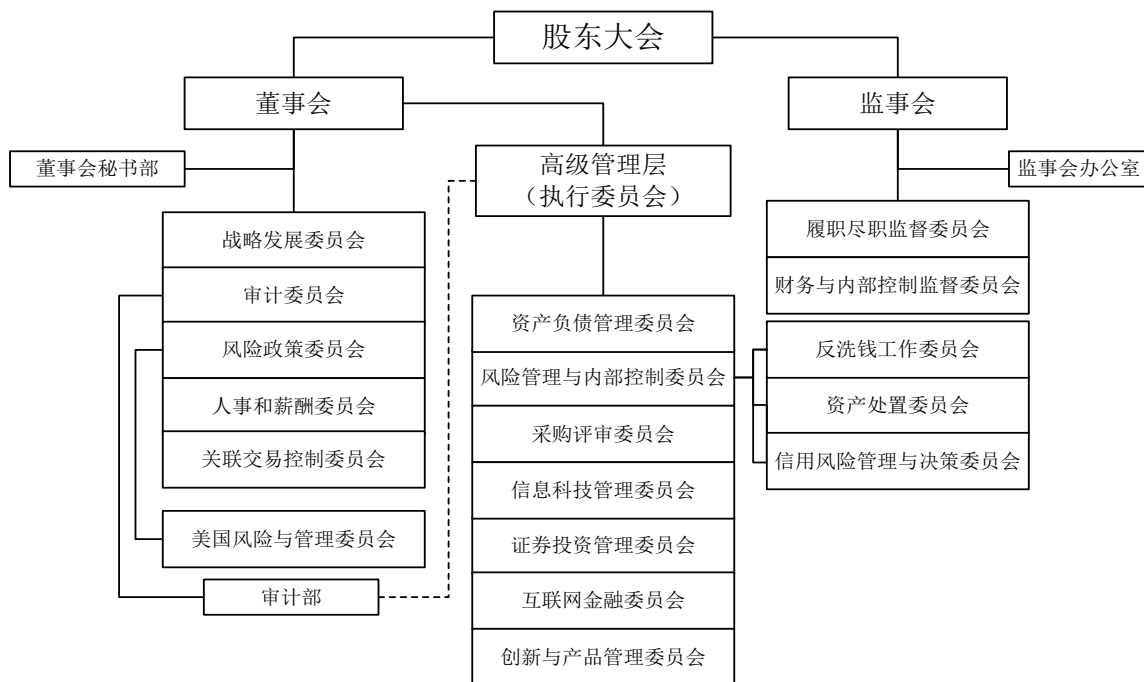 股东大会
董事会
监事会
董事会秘书部
高级管理层
（执行委员会）
监事会办公室
战略发展委员会
审计委员会
风险政策委员会
人事和薪酬委员会
关联交易控制委员会
美国风险与管理委员会
审计部
资产负债管理委员会
风险管理与内部控制委员会
采购评审委员会
信息科技管理委员会
证券投资管理委员会
互联网金融委员会
创新与产品管理委员会
履职尽职监督委员会
财务与内部控制监督委员会
反洗钱工作委员会
资产处置委员会
信用风险管理与决策委员会